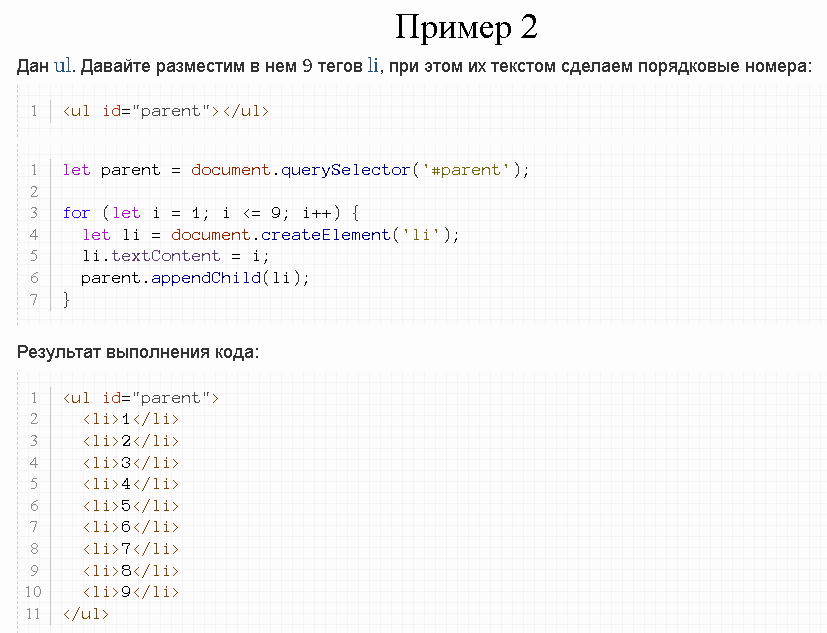 Пример 2
Дан ul. Давайте разместим в нем 9 тегов li, при этом их текстом сделаем порядковые номера:
1 <ul id="parent"></ul>
1 let parent = document.querySelector('#parent');
2
3 for (let i = 1; i <= 9; i++) {
4 let li = document.createElement('li');
5 li.textContent = i;
6 parent.appendChild(li);
7 }
Результат выполнения кода:
1 <ul id="parent">
2 <li>1</li>
3 <li>2</li>
4 <li>3</li>
5 <li>4</li>
6 <li>5</li>
7 <li>6</li>
8 <li>7</li>
9 <li>8</li>
10 <li>9</li>
11 </ul>